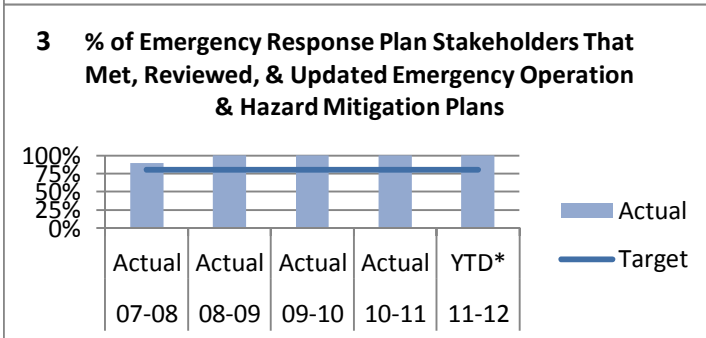 3 % of Emergency Response Plan Stakeholders That
Met, Reviewed, & Updated Emergency Operation
& Hazard Mitigation Plans
100%
75%
50%
25%
0%
Actual Actual Actual Actual YTD*
07-08 08-09 09-10 10-11 11-12
Actual
Target